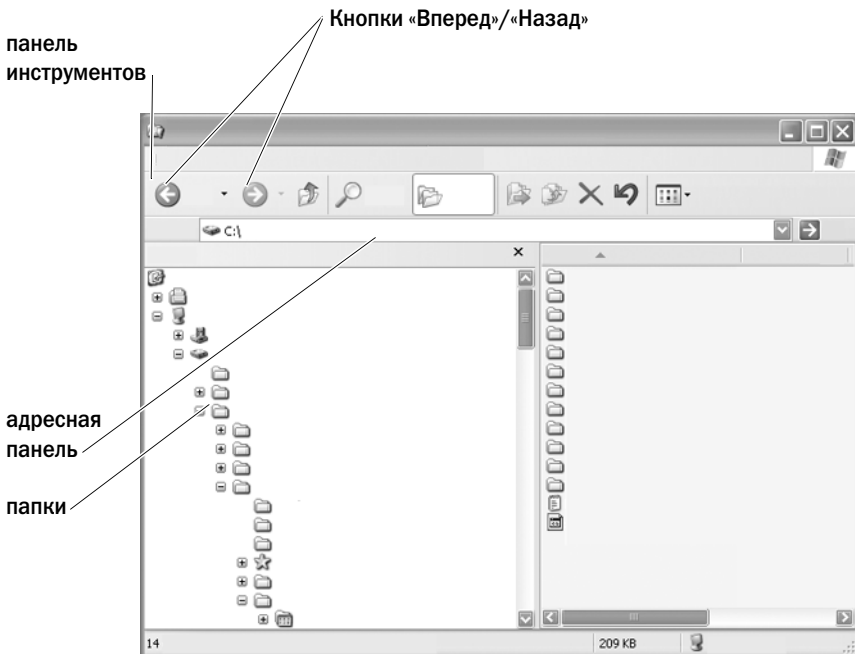 Кнопки «Вперед»/«Назад»
панель
инструментов
C:\
адресная
панель
папки
14
209 KB